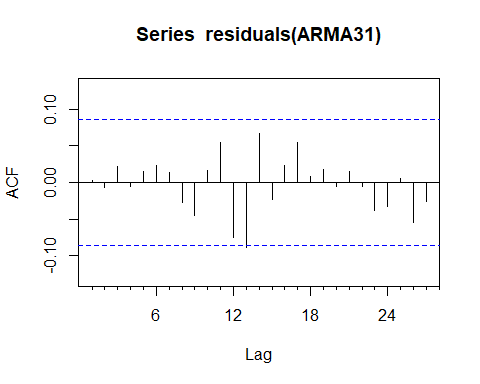 Series residuals(ARMA31)
ACF
0.10
0.00
-0.10
6
12
18
24
Lag